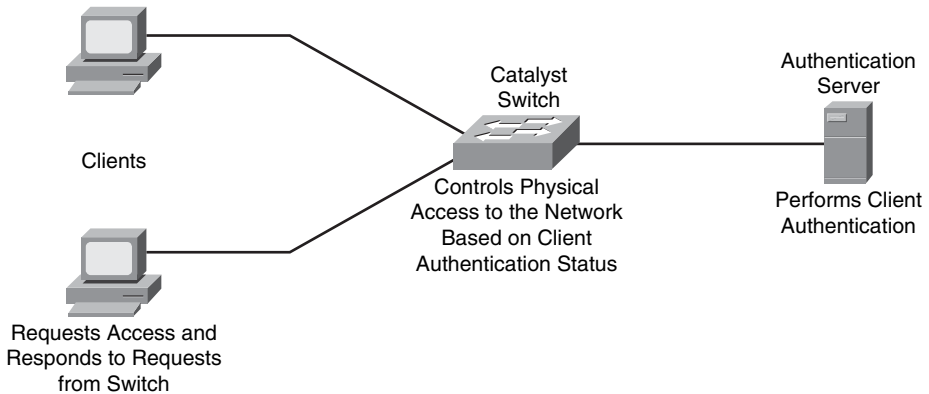 Clients
Requests Access and
Responds to Requests
from Switch
Catalyst
Switch
Controls Physical
Access to the Network
Based on Client
Authentication Status
Authentication
Server
Performs Client
Authentication